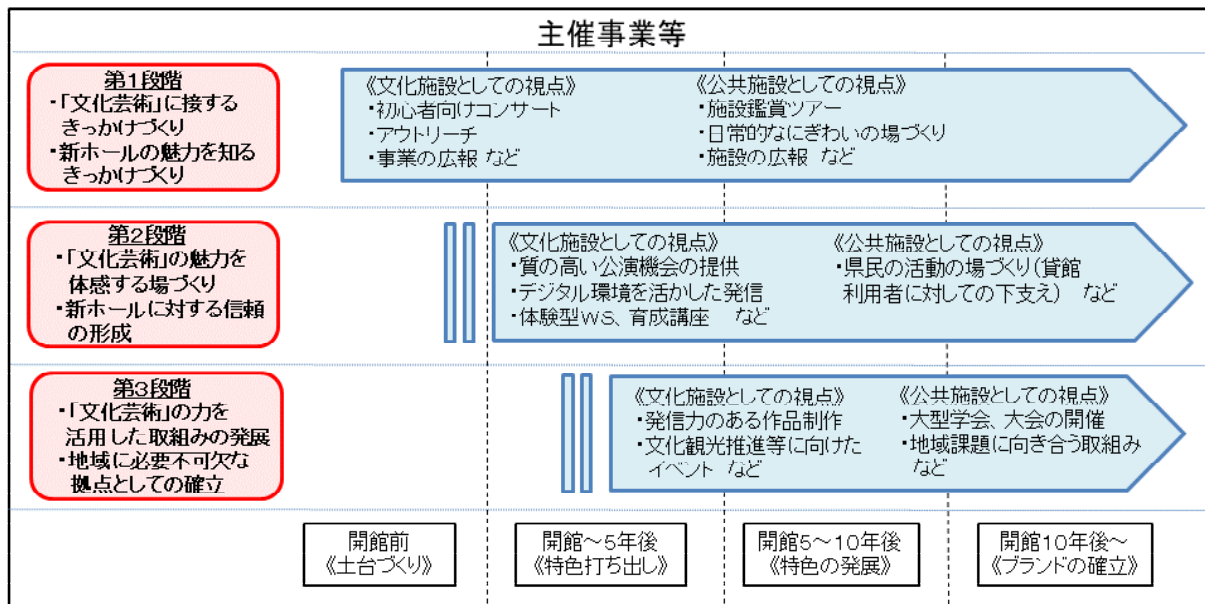 主催事業等
第1段階
・「文化芸術」に接する
きっかけづくり
・新ホールの魅力を知る
きっかけづくり
《文化施設としての視点》
・初心者向けコンサート
・アウトリーチ
・事業の広報 など
《公共施設としての視点》
・施設鑑賞ツアー
・日常的なにぎわいの場づくり
・施設の広報 など
第2段階
・「文化芸術」の魅力を
体感する場づくり
・新ホールに対する信頼
の形成
《文化施設としての視点》
・質の高い公演機会の提供
・デジタル環境を活かした発信
・体験型WS、育成講座 など
《公共施設としての視点》
・県民の活動の場づくり(貸館
利用者に対しての下支え) など
第3段階
・「文化芸術」の力を
活用した取組みの発展
・地域に必要不可欠な
拠点としての確立
《文化施設としての視点》
・発信力のある作品制作
・文化観光推進等に向けた
イベント など
《公共施設としての視点》
・大型学会、大会の開催
・地域課題に向き合う取組み
など
開館前
《土台づくり》
開館～5年後
《特色打ち出し》
開館5～10年後
《特色の発展》
開館10年後～
《ブランドの確立》